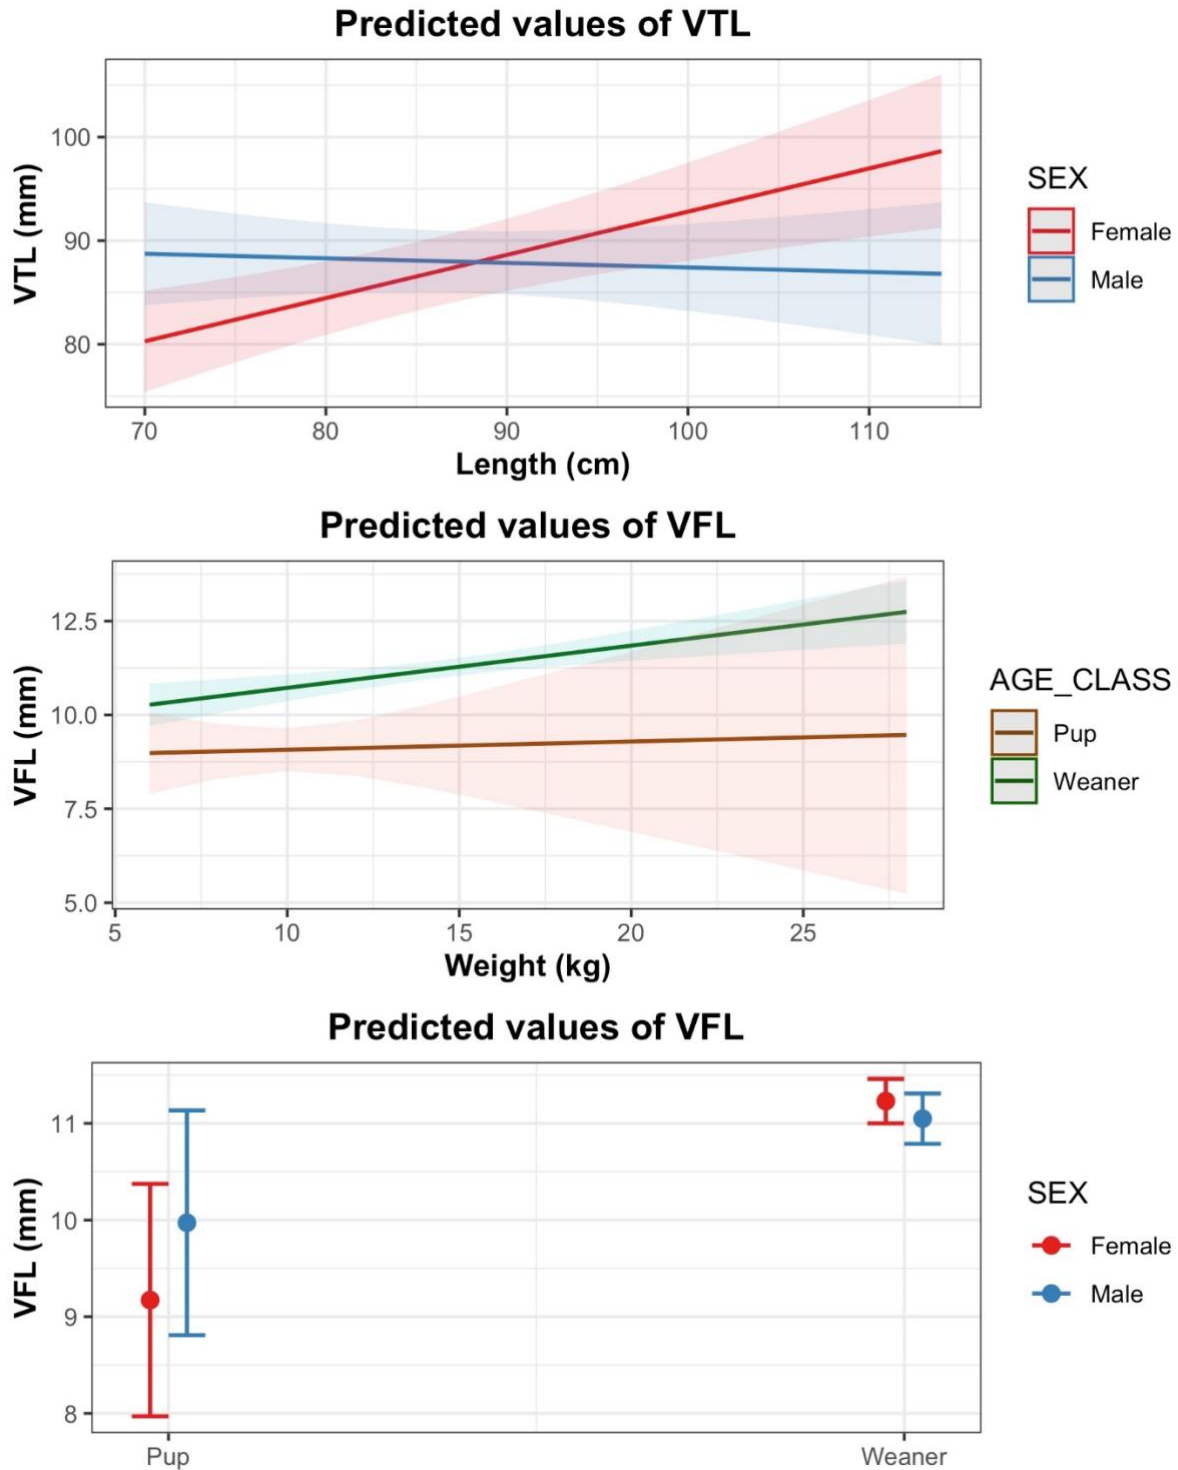 Predicted values of VTL
VTL (mm)
100
90
80
70 80 90 100 110
Length (cm)
SEX
Female
Male
Predicted values of VFL
VFL (mm)
12.5
10.0
7.5
5.0
5 10 15 20 25
Weight (kg)
AGE_CLASS
Pup
Weaner
Predicted values of VFL
VFL (mm)
11
10
9
8
Pup Weaner
SEX
Female
Male